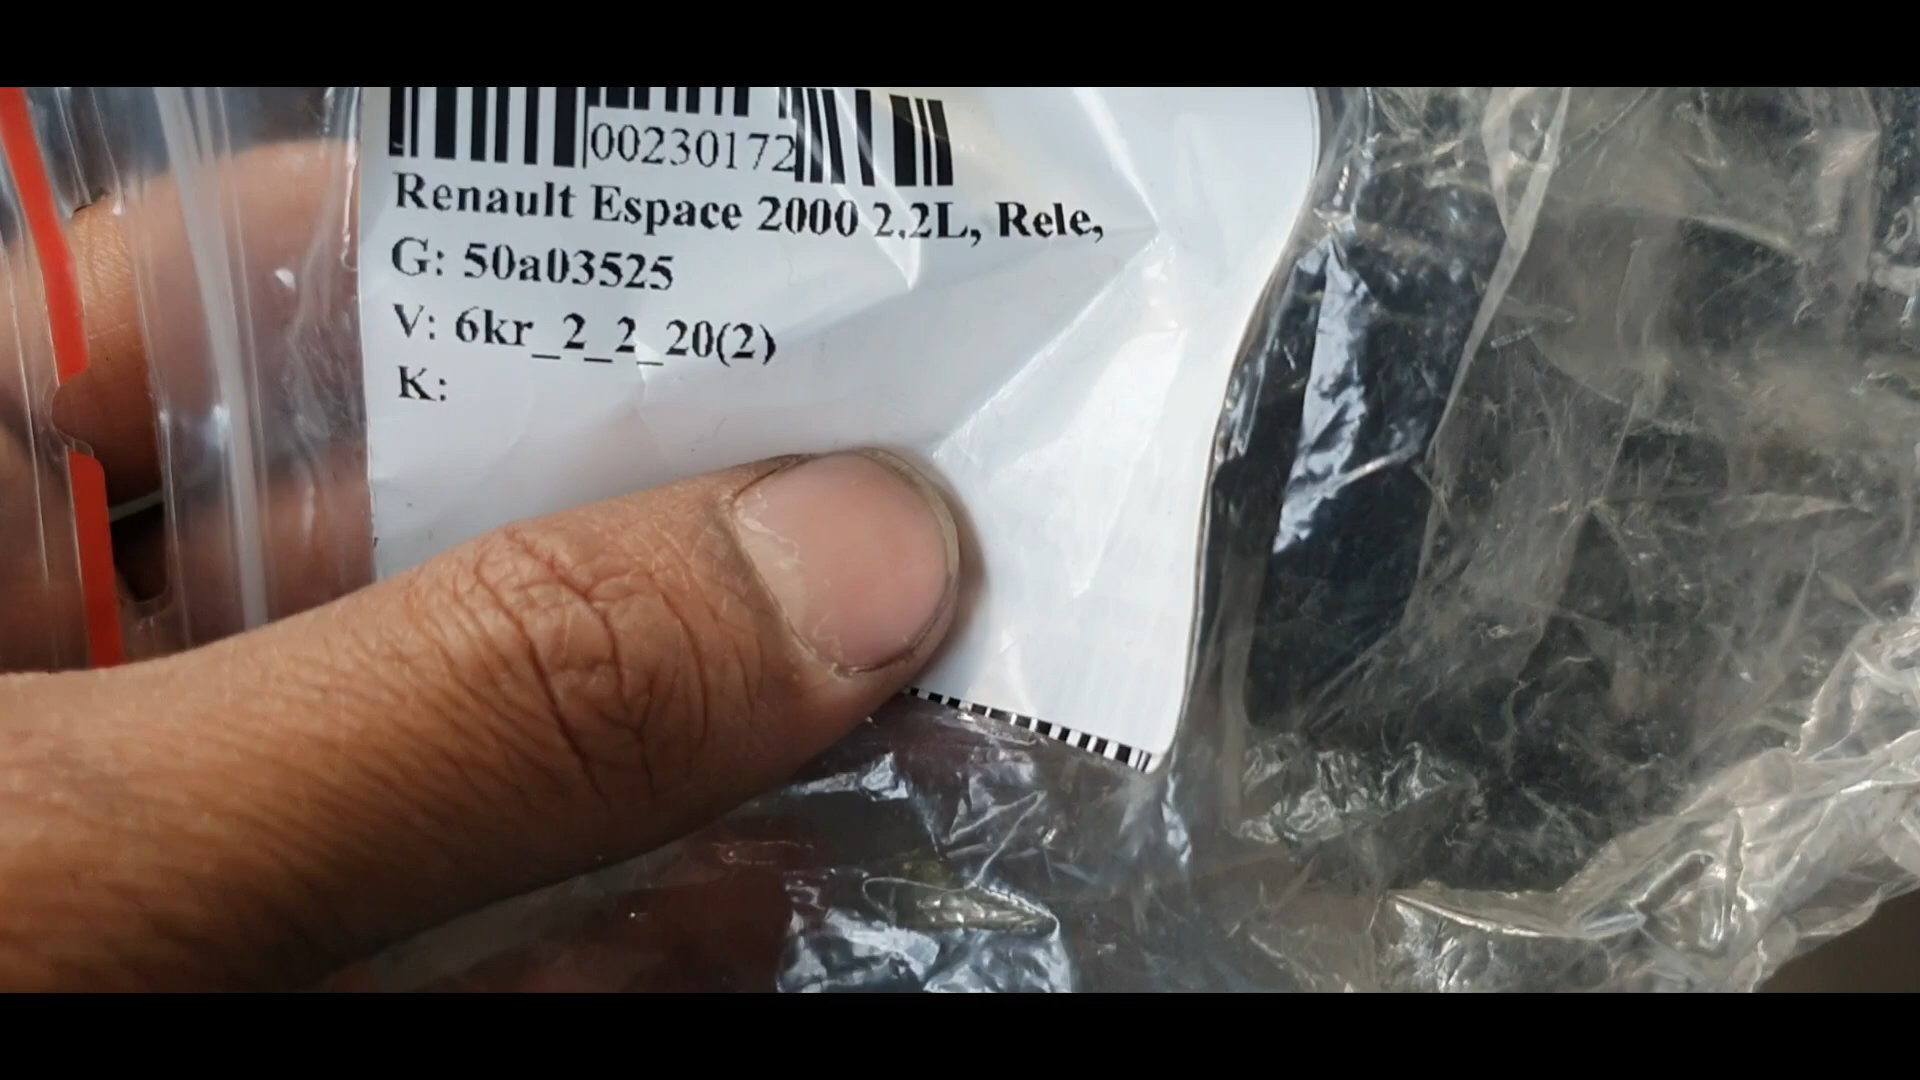 00230172
Renault Espace 2000 2.2L, Rele,
G: 50a03525
V: 6kr_2_2_20(2)
K: